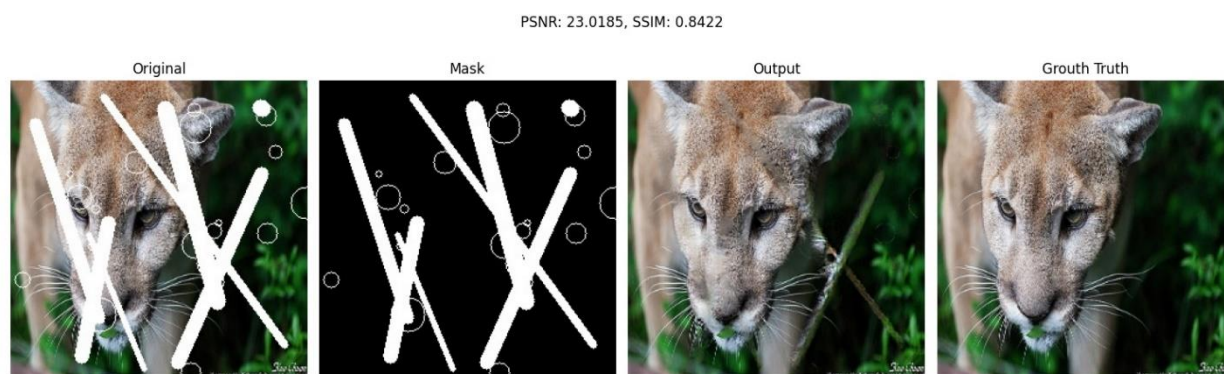 PSNR: 23.0185, SSIM: 0.8422
Original
Mask
Output
Grouth Truth